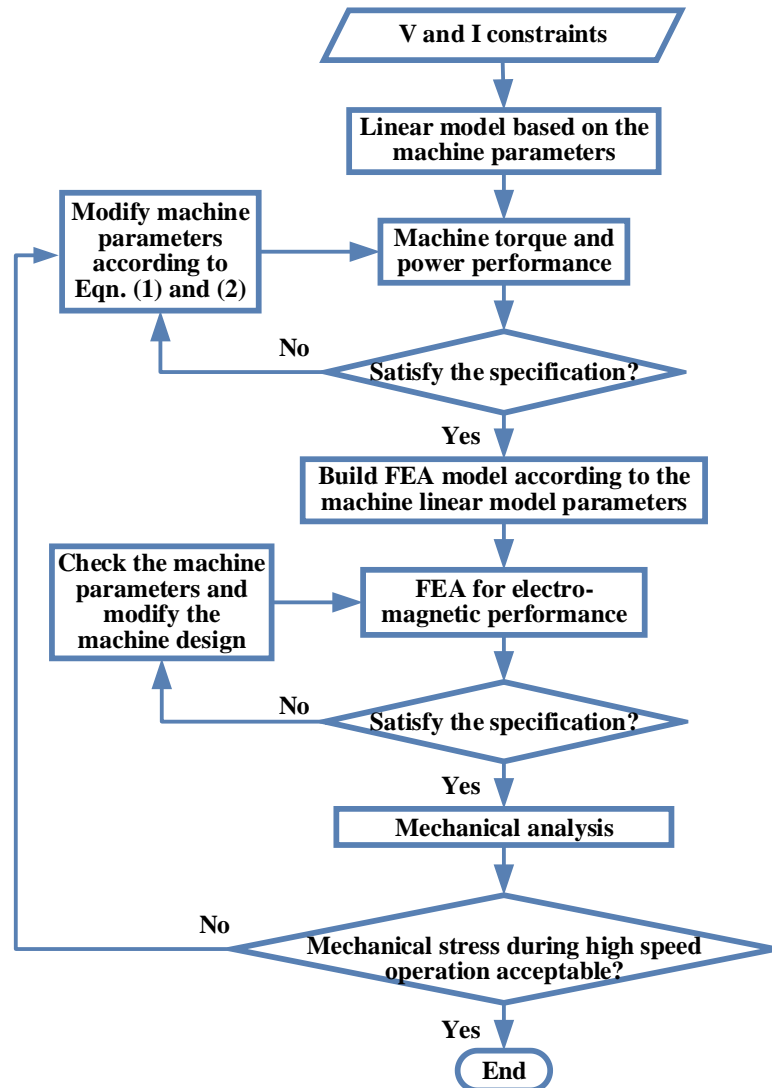 V and I constraints
Linear model based on the
machine parameters
Modify machine
parameters
according to
Eqn. (1) and (2)
Machine torque and
power performance
No
Satisfy the specification?
Yes
Build FEA model according to the
machine linear model parameters
Check the machine
parameters and
modify the
machine design
FEA for electro-
magnetic performance
No
Satisfy the specification?
Yes
Mechanical analysis
No
Mechanical stress during high speed
operation acceptable?
Yes
End